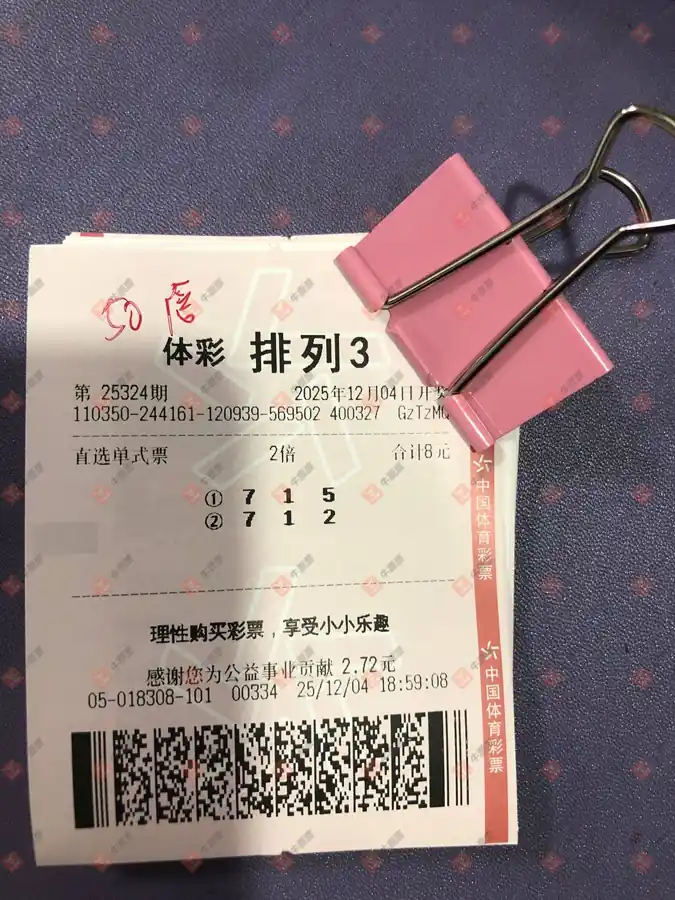 50 倍
体彩 排列3
第 25324期 2025年12月04日开奖
110350-244161-120939-569502 400327 GzTzMQ
直选单式票 2倍 合计8元
① 7 1 5
② 7 1 2
理性购买彩票，享受小小乐趣
感谢您为公益事业贡献 2.72元
05-018308-101 00334 25/12/04 18:59:08
中国体育彩票
中国体育彩票